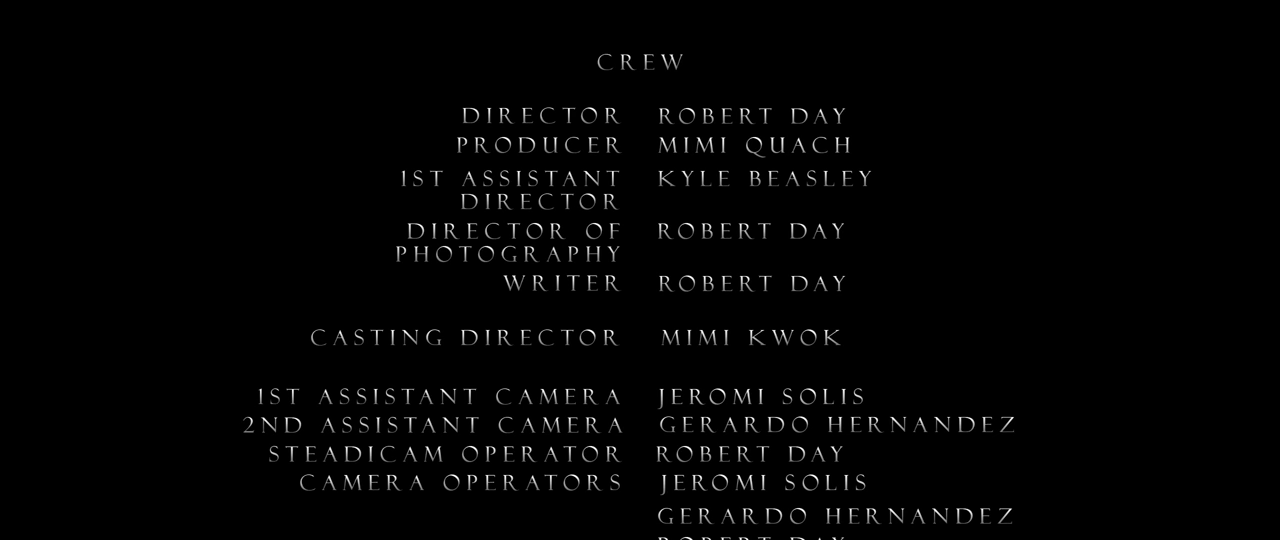 CREW
DIRECTOR ROBERT DAY
PRODUCER MIMI QUACH
1ST ASSISTANT KYLE BEASLEY
DIRECTOR
DIRECTOR OF ROBERT DAY
PHOTOGRAPHY
WRITER ROBERT DAY
CASTING DIRECTOR MIMI KWOK
1ST ASSISTANT CAMERA JEROMI SOLIS
2ND ASSISTANT CAMERA GERARDO HERNANDEZ
STEADICAM OPERATOR ROBERT DAY
CAMERA OPERATORS JEROMI SOLIS
GERARDO HERNANDEZ
ROBERT DAY